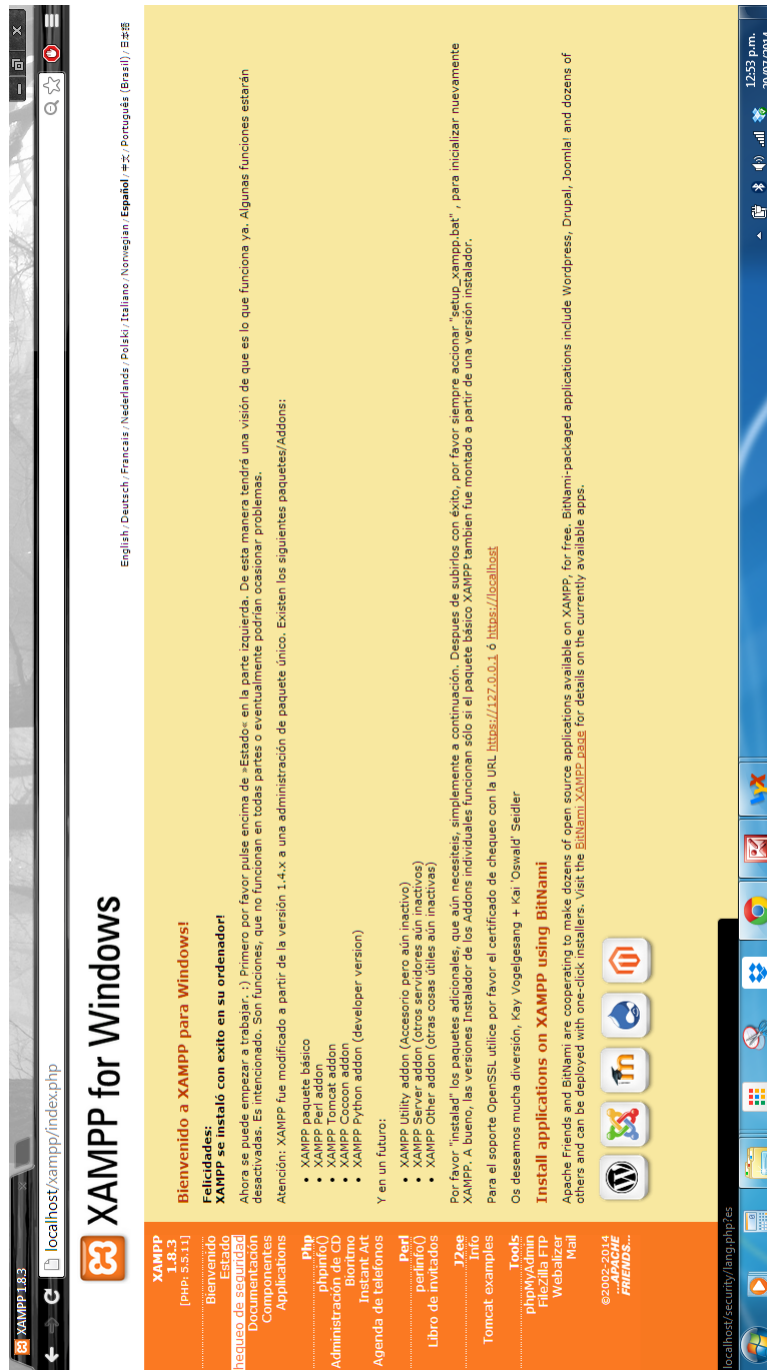 XAMPP 1.8.3
localhost/xampp/index.php
XAMPP for Windows
English / Deutsch / Francais / Nederlands / Polski / Italiano / Norwegian / Español / 中文 / Português (Brasil) / 日本語
XAMPP
1.8.3
[PHP: 5.5.11]
Bienvenido
Estado
hequeo de seguridad
Documentación
Componentes
Applications
Php
phpinfo()
Administración de CD
Bioritmo
Instant Art
Agenda de telefonos
Perl
perlinfo()
Libro de invitados
J2ee
Info
Tomcat examples
Tools
phpMyAdmin
FileZilla FTP
Webalizer
Mail
©2002-2014
...APACHE
FRIENDS...
Bienvenido a XAMPP para Windows!
Felicidades:
XAMPP se instaló con exito en su ordenador!
Ahora se puede empezar a trabajar. :) Primero por favor pulse encima de »Estado« en la parte izquierda. De esta manera tendrá una visión de que es lo que funciona ya. Algunas funciones estarán
desactivadas. Es intencionado. Son funciones, que no funcionan en todas partes o eventualmente podrían ocasionar problemas.
Atención: XAMPP fue modificado a partir de la versión 1.4.x a una administración de paquete único. Existen los siguientes paquetes/Addons:
• XAMPP paquete básico
• XAMPP Perl addon
• XAMPP Tomcat addon
• XAMPP Cocoon addon
• XAMPP Python addon (developer version)
Y en un futuro:
• XAMPP Utility addon (Accesorio pero aún inactivo)
• XAMPP Server addon (otros servidores aún inactivos)
• XAMPP Other addon (otras cosas útiles aún inactivas)
Por favor "instalad" los paquetes adicionales, que aún necesiteis, simplemente a continuación. Despues de subirlos con éxito, por favor siempre accionar "setup_xampp.bat" , para inicializar nuevamente
XAMPP. A bueno, las versiones Instalador de los Addons individuales funcionan sólo si el paquete básico XAMPP tambien fue montado a partir de una versión instalador.
Para el soporte OpenSSL utilice por favor el certificado de chequeo con la URL https://127.0.0.1 ó https://localhost
Os deseamos mucha diversión, Kay Vogelgesang + Kai 'Oswald' Seidler
Install applications on XAMPP using BitNami
Apache Friends and BitNami are cooperating to make dozens of open source applications available on XAMPP, for free. BitNami-packaged applications include Wordpress, Drupal, Joomla! and dozens of
others and can be deployed with one-click installers. Visit the BitNami XAMPP page for details on the currently available apps.
localhost/security/lang.php?es
12:53 p.m.